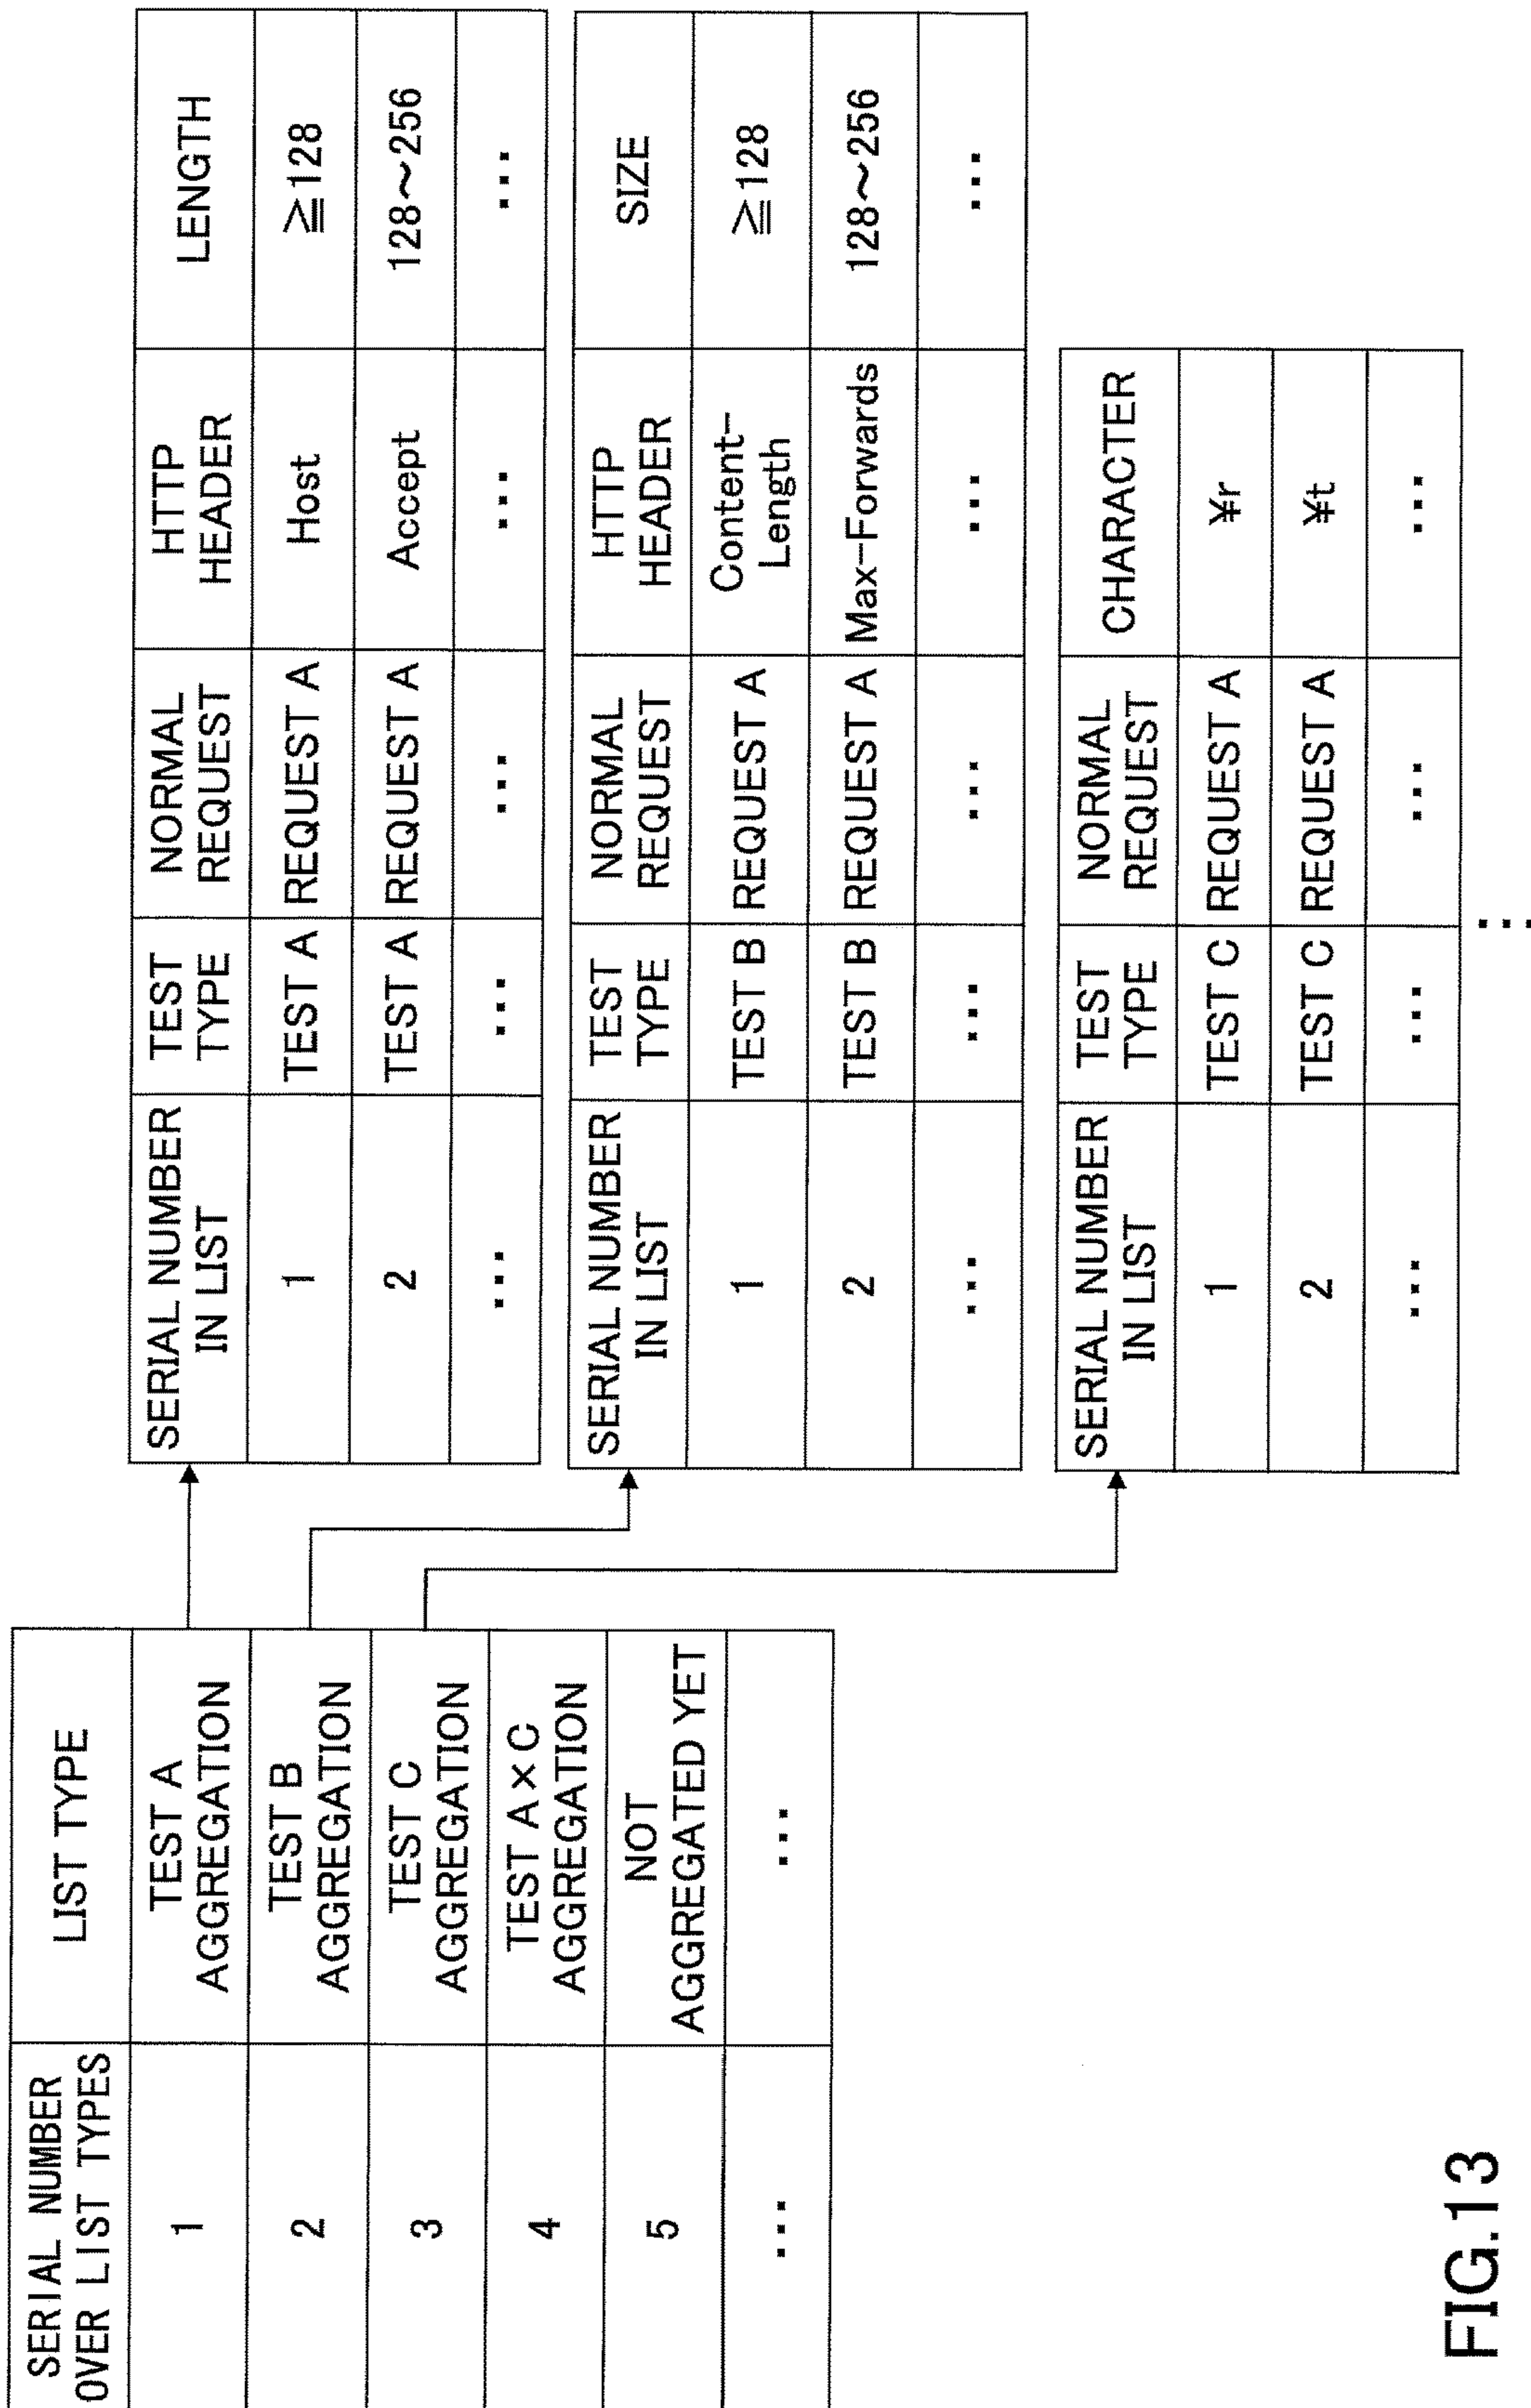 SERIAL NUMBER
OVER LIST TYPES
LIST TYPE
1
TEST A
AGGREGATION
2
TEST B
AGGREGATION
3
TEST C
AGGREGATION
4
TEST A×C
AGGREGATION
5
NOT
AGGREGATED YET
...
...
SERIAL NUMBER
IN LIST
TEST
TYPE
NORMAL
REQUEST
HTTP
HEADER
LENGTH
1
TEST A
REQUEST A
Host
≧128
2
TEST A
REQUEST A
Accept
128～256
...
...
...
...
...
SERIAL NUMBER
IN LIST
TEST
TYPE
NORMAL
REQUEST
HTTP
HEADER
SIZE
1
TEST B
REQUEST A
Content-
Length
≧128
2
TEST B
REQUEST A
Max-Forwards
128～256
...
...
...
...
...
SERIAL NUMBER
IN LIST
TEST
TYPE
NORMAL
REQUEST
CHARACTER
1
TEST C
REQUEST A
¥r
2
TEST C
REQUEST A
¥t
...
...
...
...
...
FIG.13